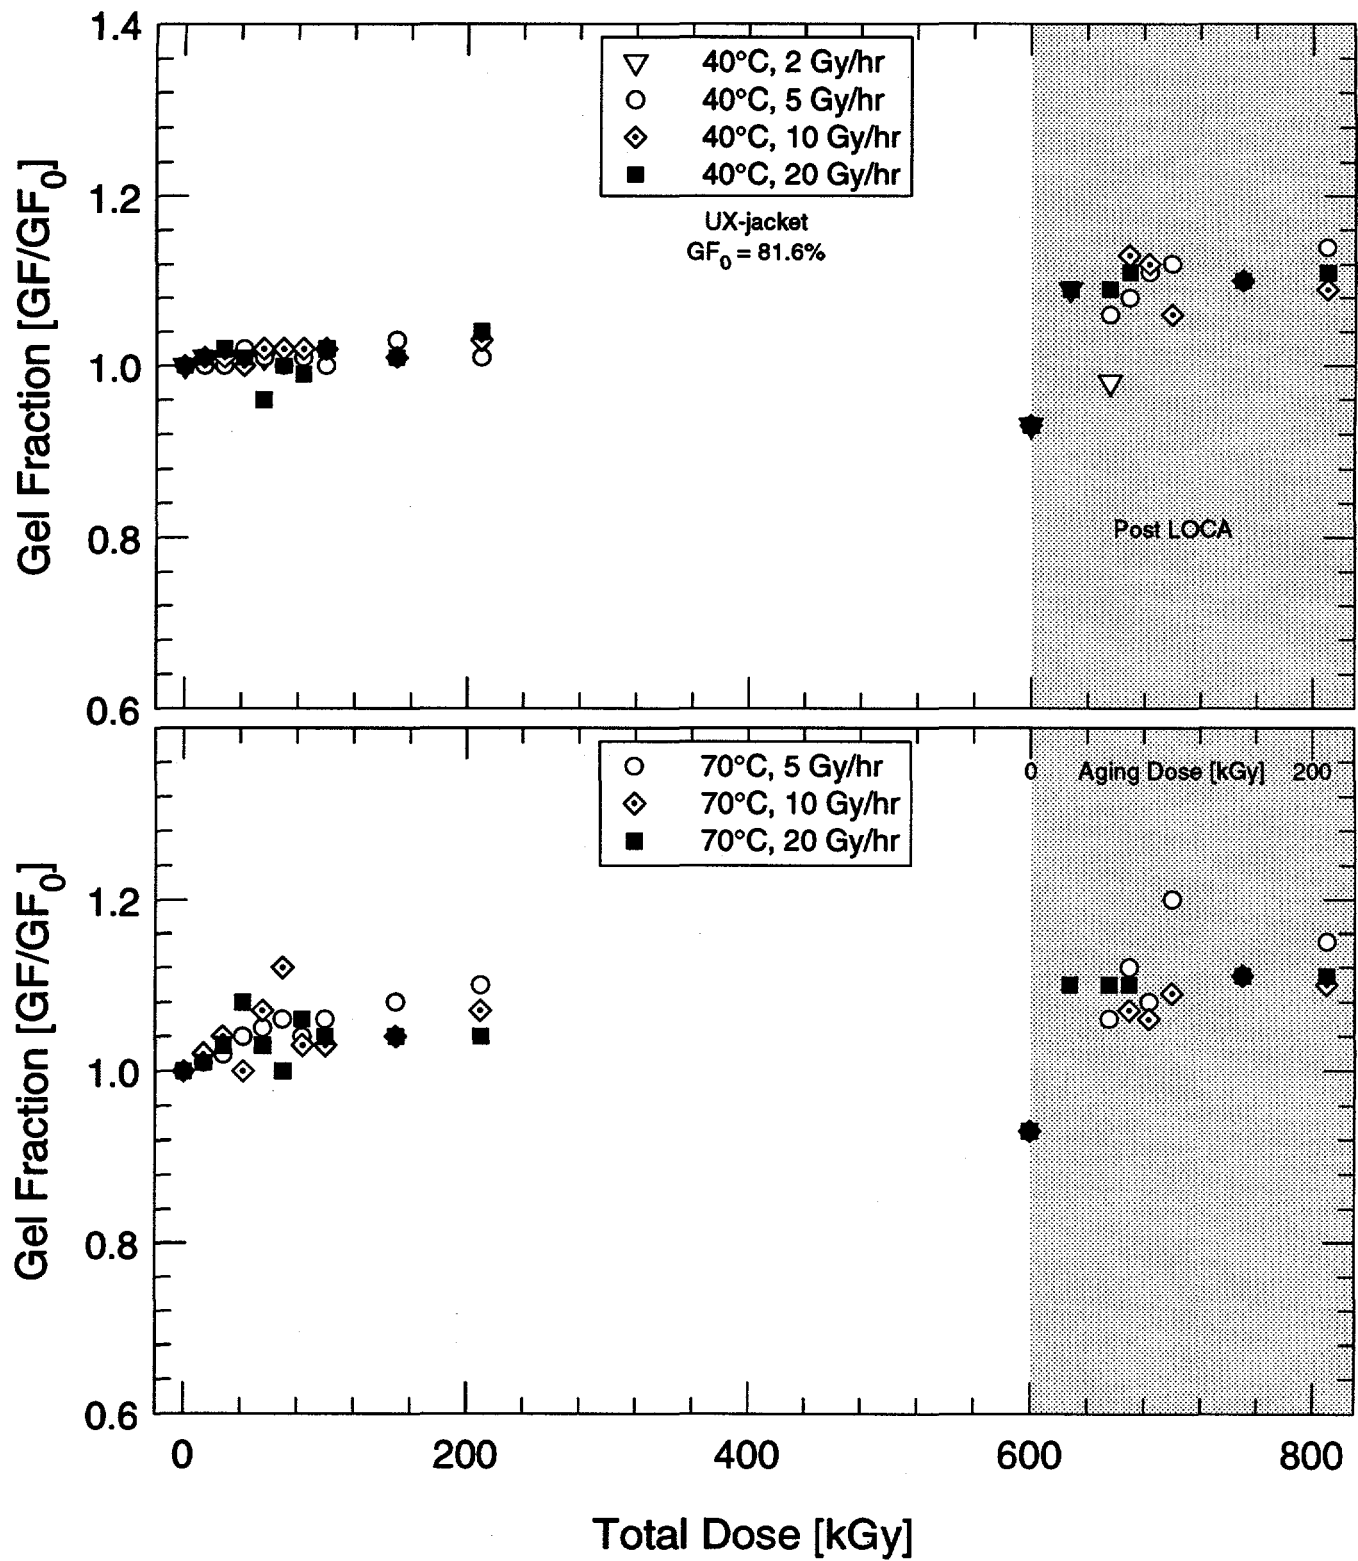 1.4
40°C, 2 Gy/hr
40°C, 5 Gy/hr
40°C, 10 Gy/hr
40°C, 20 Gy/hr
UX-jacket
GF₀ = 81.6%
1.2
1.0
0.8
0.6
Gel Fraction [GF/GF₀]
Post LOCA
70°C, 5 Gy/hr
70°C, 10 Gy/hr
70°C, 20 Gy/hr
0 Aging Dose [kGy] 200
1.2
1.0
0.8
0.6
Gel Fraction [GF/GF₀]
0 200 400 600 800
Total Dose [kGy]